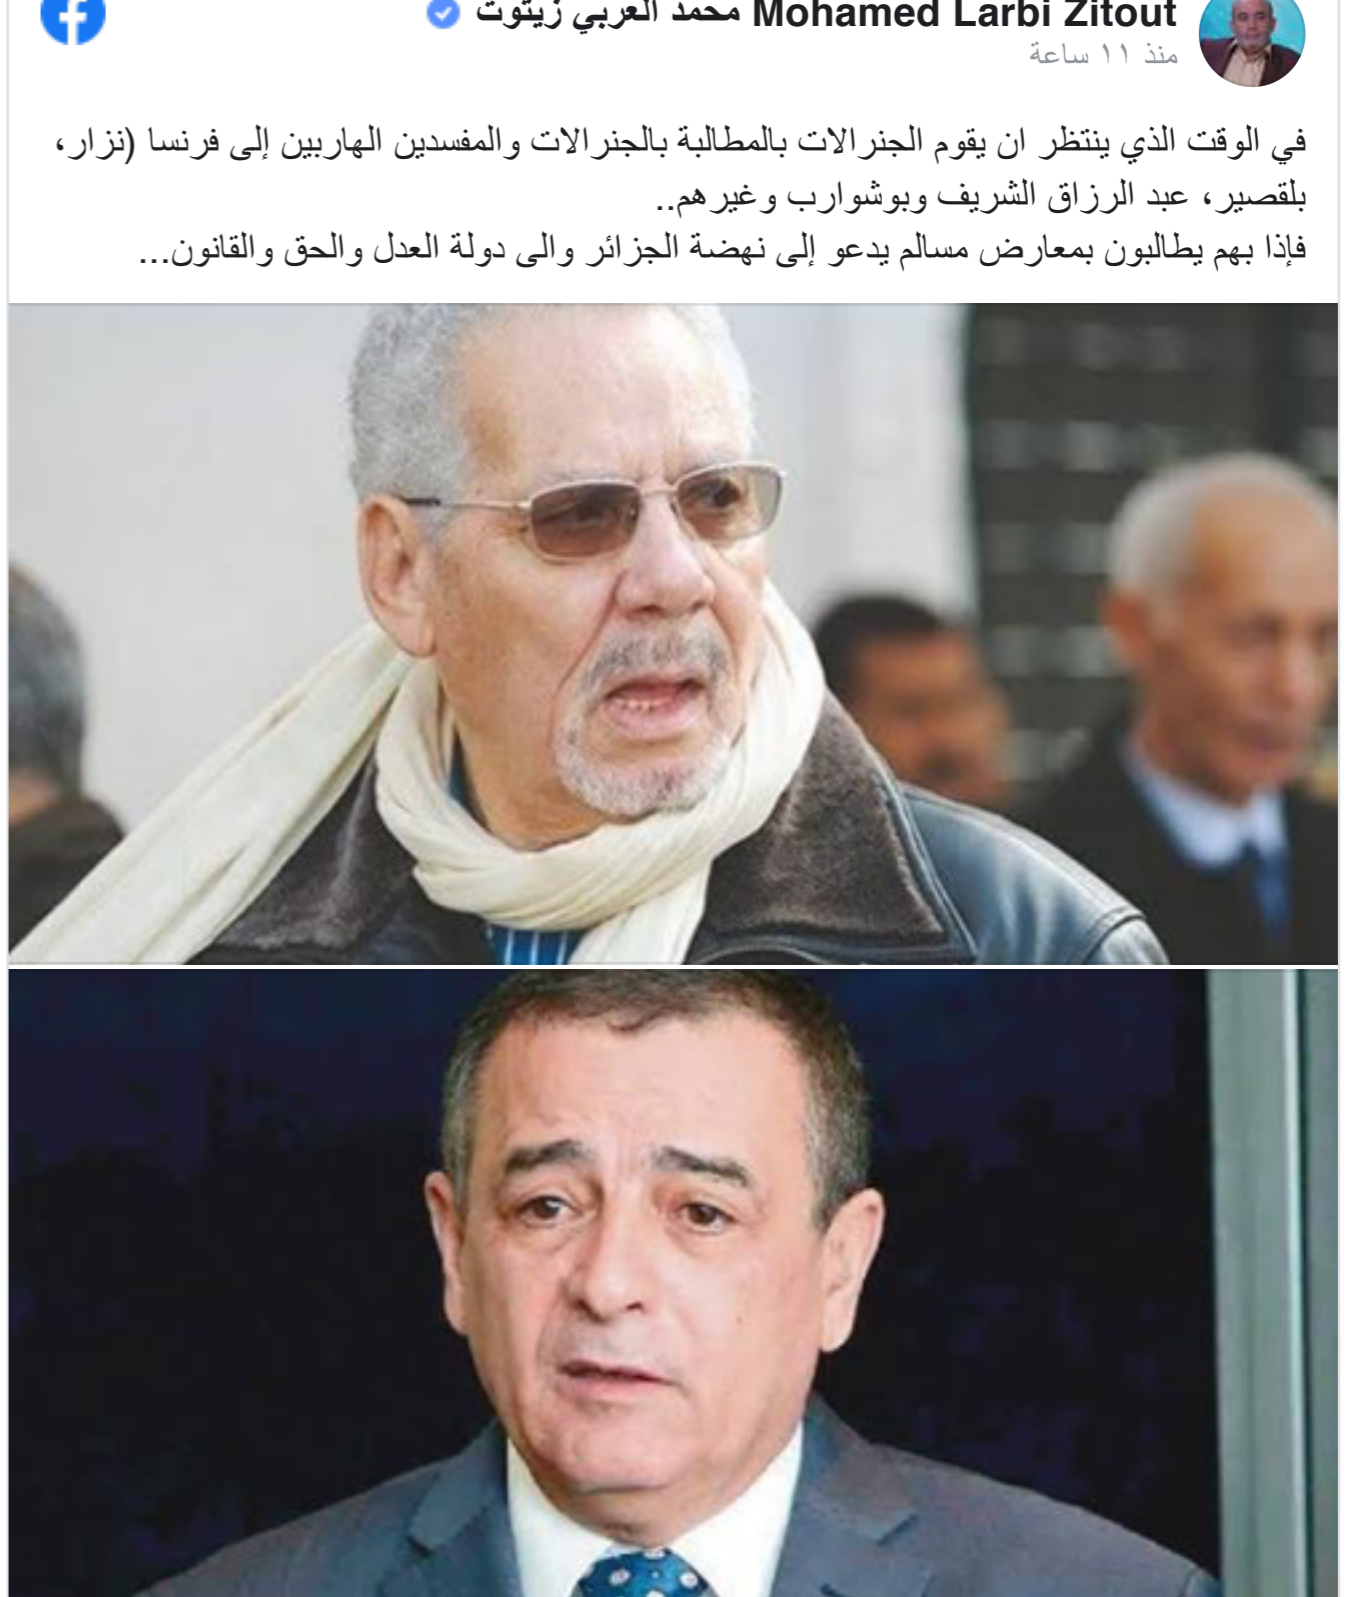 Mohamed Larbi Zitout محمد العربي زيتوت
منذ ١١ ساعة
في الوقت الذي ينتظر ان يقوم الجنرالات بالمطالبة بالجنرالات والمفسدين الهاربين إلى فرنسا (نزار،
بلقصير، عبد الرزاق الشريف وبوشوارب وغيرهم..
فإذا بهم يطالبون بمعارض مسالم يدعو إلى نهضة الجزائر والى دولة العدل والحق والقانون...